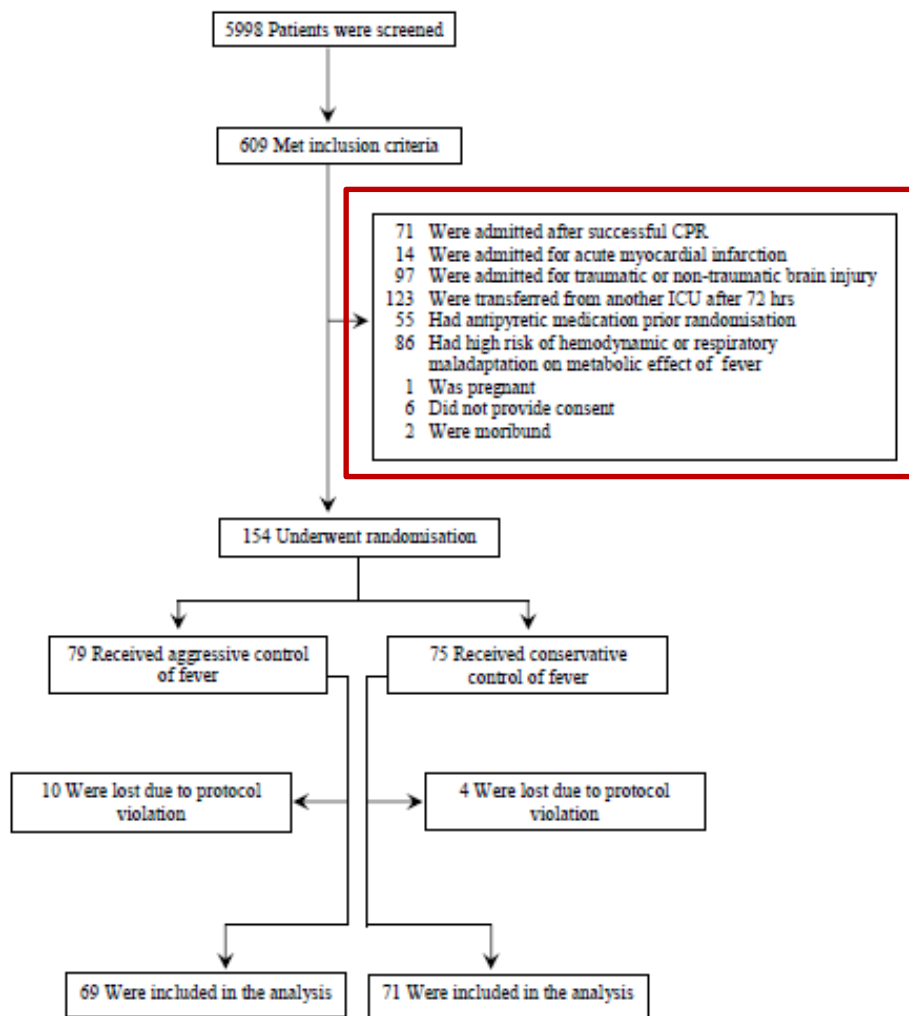 5998 Patients were screened
609 Met inclusion criteria
71 Were admitted after successful CPR
14 Were admitted for acute myocardial infarction
97 Were admitted for traumatic or non-traumatic brain injury
123 Were transferred from another ICU after 72 hrs
55 Had antipyretic medication prior randomisation
86 Had high risk of hemodynamic or respiratory
maladaptation on metabolic effect of fever
1 Was pregnant
6 Did not provide consent
2 Were moribund
154 Underwent randomisation
79 Received aggressive control
of fever
75 Received conservative
control of fever
10 Were lost due to protocol
violation
4 Were lost due to protocol
violation
69 Were included in the analysis
71 Were included in the analysis